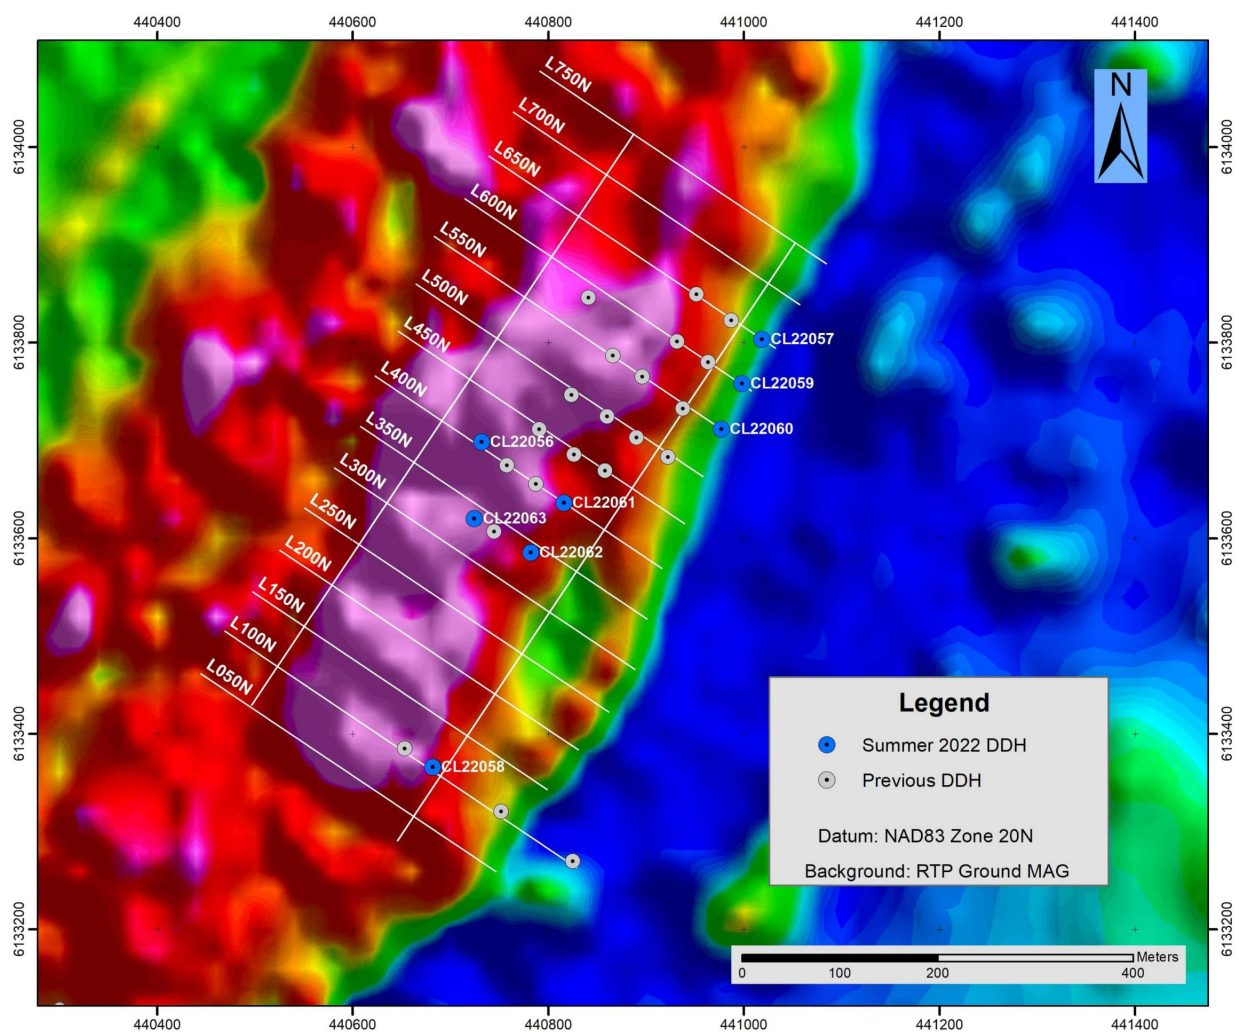 440400 440600 440800 441000 441200 441400
N
L750N
L700N
L650N
L600N
L550N
L500N
L450N
L400N
L350N
L300N
L250N
L200N
L150N
L100N
L050N
6134000
6133800
6133600
6133400
6133200
6134000
6133800
6133600
6133400
6133200
CL22057
CL22059
CL22060
CL22056
CL22061
CL22063
CL22062
CL22058
Legend
Summer 2022 DDH
Previous DDH
Datum: NAD83 Zone 20N
Background: RTP Ground MAG
Meters
0 100 200 400
440400 440600 440800 441000 441200 441400